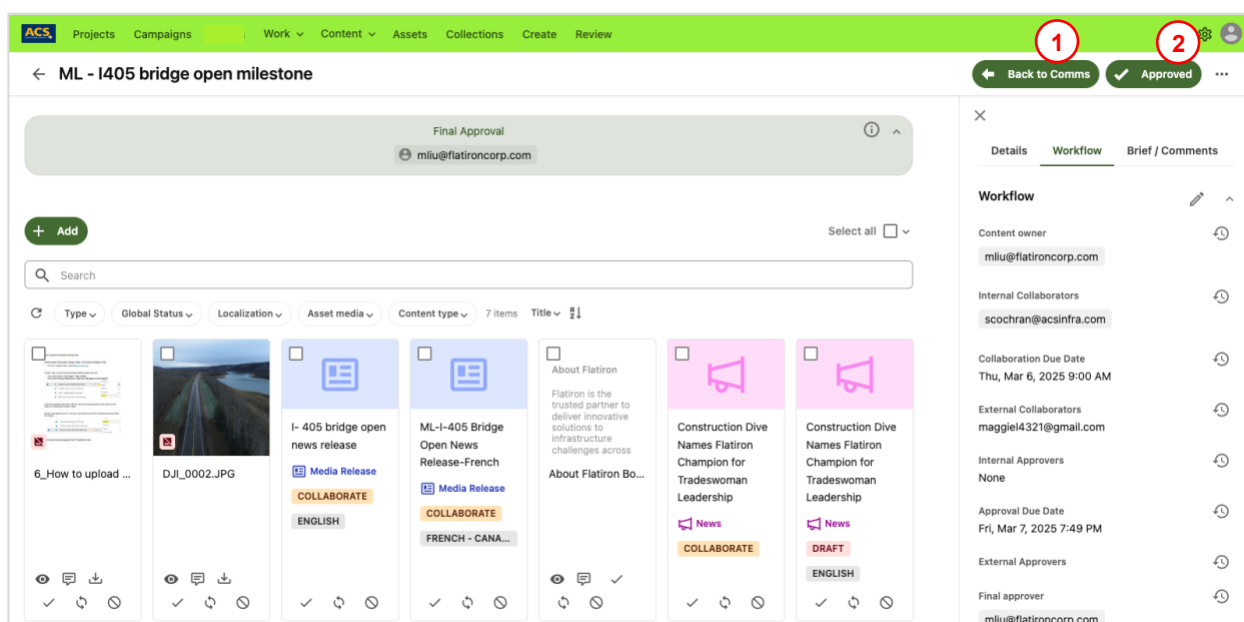 ACS
Projects
Campaigns
Work
Content
Assets
Collections
Create
Review
1
2
ML - I405 bridge open milestone
Back to Comms
Approved
Final Approval
mliu@flatironcorp.com
Add
Select all
Search
Type
Global Status
Localization
Asset media
Content type
7 items
Title
6_How to upload ...
DJI_0002.JPG
I- 405 bridge open
news release
Media Release
COLLABORATE
ENGLISH
ML-I-405 Bridge
Open News
Release-French
Media Release
COLLABORATE
FRENCH - CANA...
About Flatiron
Flatiron is the
trusted partner to
deliver innovative
solutions to
infrastructure
challenges across
About Flatiron Bo...
Construction Dive
Names Flatiron
Champion for
Tradeswoman
Leadership
News
COLLABORATE
Construction Dive
Names Flatiron
Champion for
Tradeswoman
Leadership
News
DRAFT
ENGLISH
Details
Workflow
Brief / Comments
Workflow
Content owner
mliu@flatironcorp.com
Internal Collaborators
scochran@acsinfra.com
Collaboration Due Date
Thu, Mar 6, 2025 9:00 AM
External Collaborators
maggiel4321@gmail.com
Internal Approvers
None
Approval Due Date
Fri, Mar 7, 2025 7:49 PM
External Approvers
Final approver
mliu@flatironcorp.com